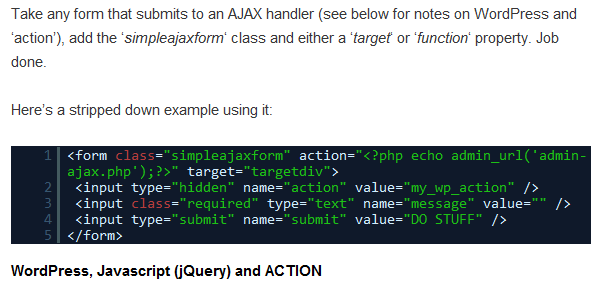 Take any form that submits to an AJAX handler (see below for notes on WordPress and
‘action’), add the ‘simpleajaxform‘ class and either a ‘target‘ or ‘function‘ property. Job
done.
Here’s a stripped down example using it:
1 <form class="simpleajaxform" action="<?php echo admin_url('admin-
ajax.php');?>" target="targetdiv">
2 <input type="hidden" name="action" value="my_wp_action" />
3 <input class="required" type="text" name="message" value="" />
4 <input type="submit" name="submit" value="DO STUFF" />
5 </form>
WordPress, Javascript (jQuery) and ACTION